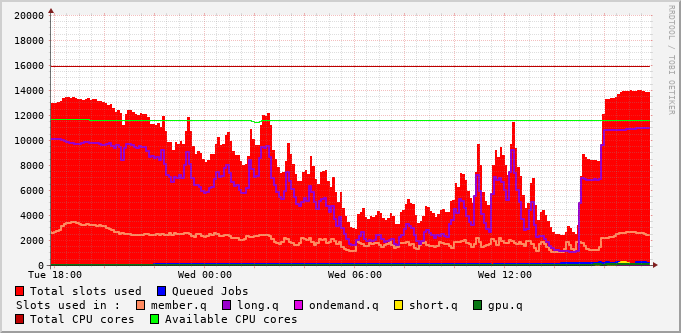 20000
18000
16000
14000
12000
10000
8000
6000
4000
2000
0
Tue 18:00 Wed 00:00 Wed 06:00 Wed 12:00
Total slots used Queued Jobs
Slots used in : member.q long.q ondemand.q short.q gpu.q
Total CPU cores Available CPU cores
RRDTOOL / TOBI OETIKER